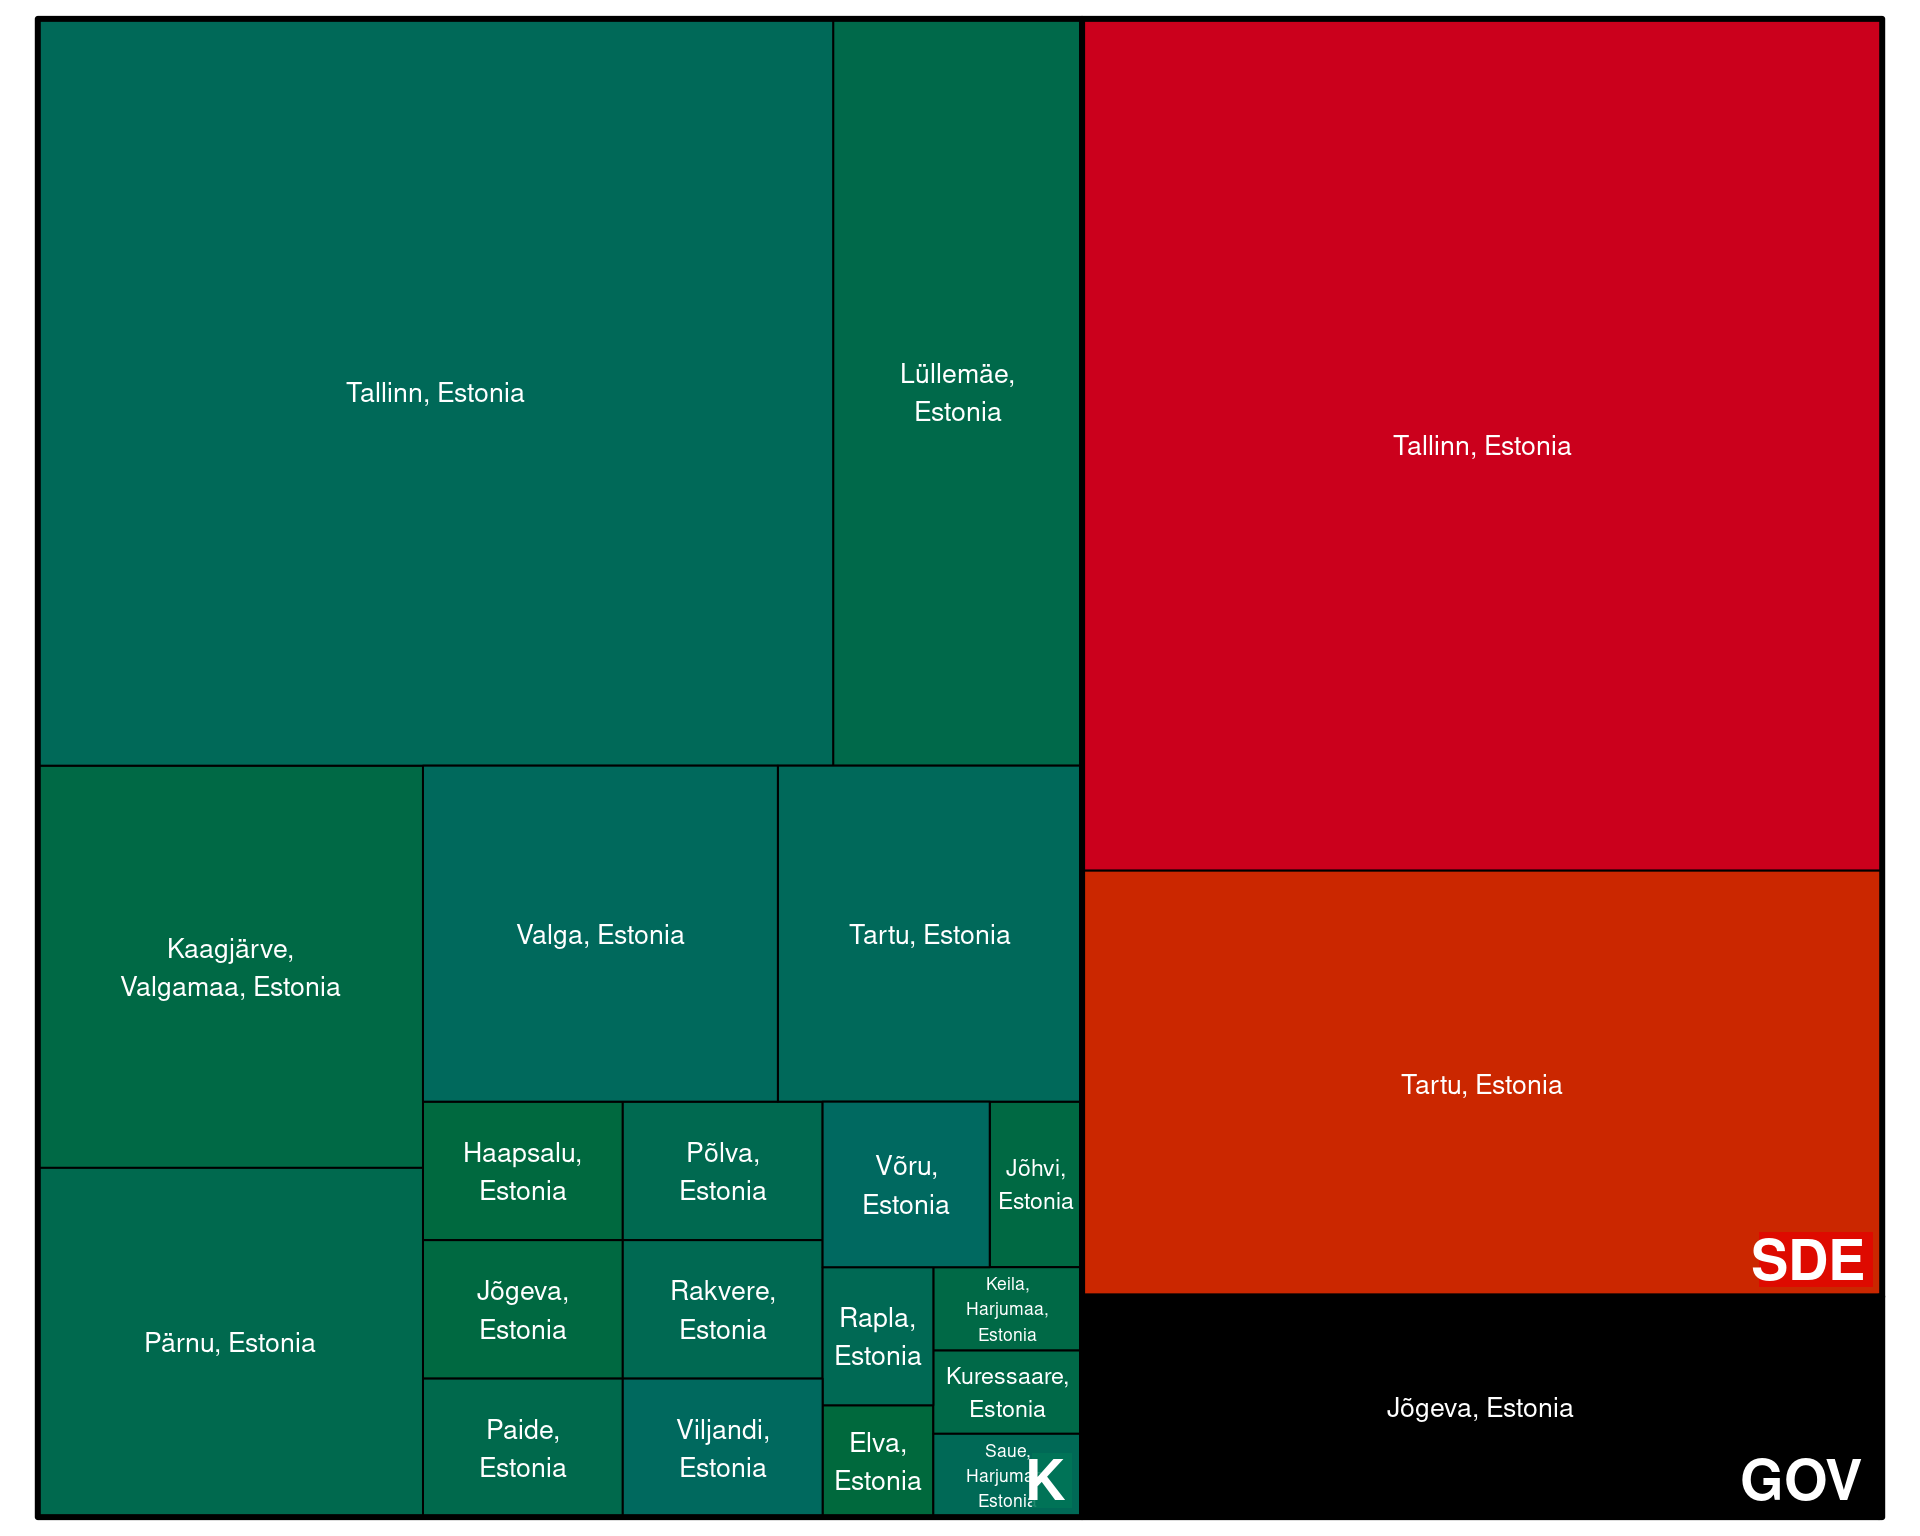 Tallinn, Estonia
Lüllemäe,
Estonia
Tallinn, Estonia
Kaagjärve,
Valgamaa, Estonia
Valga, Estonia
Tartu, Estonia
Tartu, Estonia
SDE
Haapsalu,
Estonia
Põlva,
Estonia
Võru,
Estonia
Jõhvi,
Estonia
Jõgeva,
Estonia
Rakvere,
Estonia
Rapla,
Estonia
Keila,
Harjumaa,
Estonia
Kuressaare,
Estonia
Pärnu, Estonia
Paide,
Estonia
Viljandi,
Estonia
Elva,
Estonia
Saue,
Estonia
K
Jõgeva, Estonia
GOV